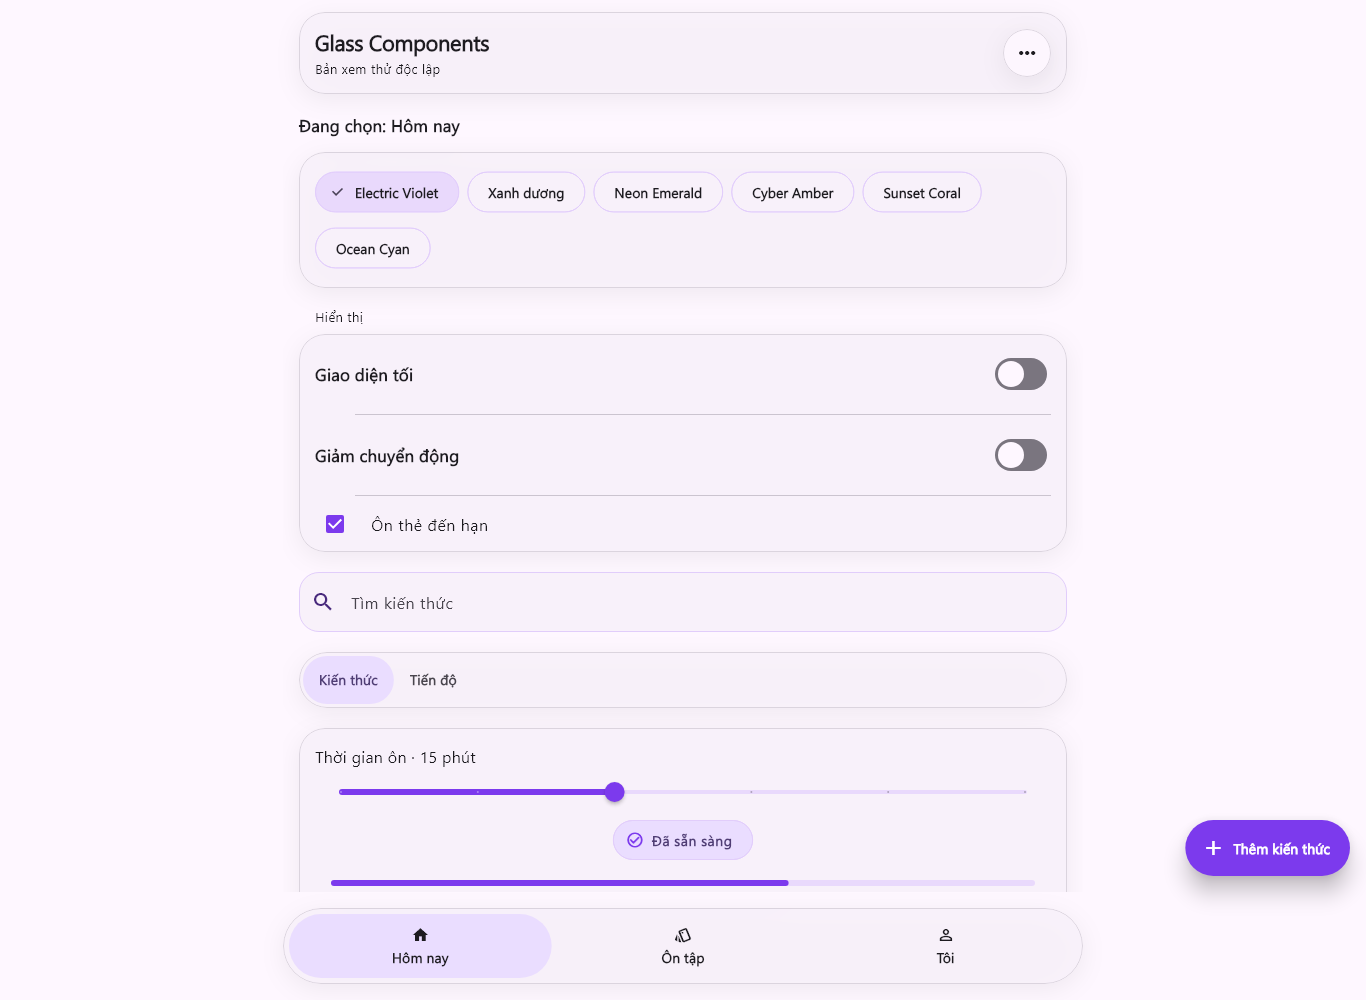 Glass Components
Bản xem thử độc lập
Đang chọn: Hôm nay
Electric Violet
Xanh dương
Neon Emerald
Cyber Amber
Sunset Coral
Ocean Cyan
Hiển thị
Giao diện tối
Giảm chuyển động
Ôn thẻ đến hạn
Tìm kiến thức
Kiến thức
Tiến độ
Thời gian ôn · 15 phút
Đã sẵn sàng
Thêm kiến thức
Hôm nay
Ôn tập
Tôi